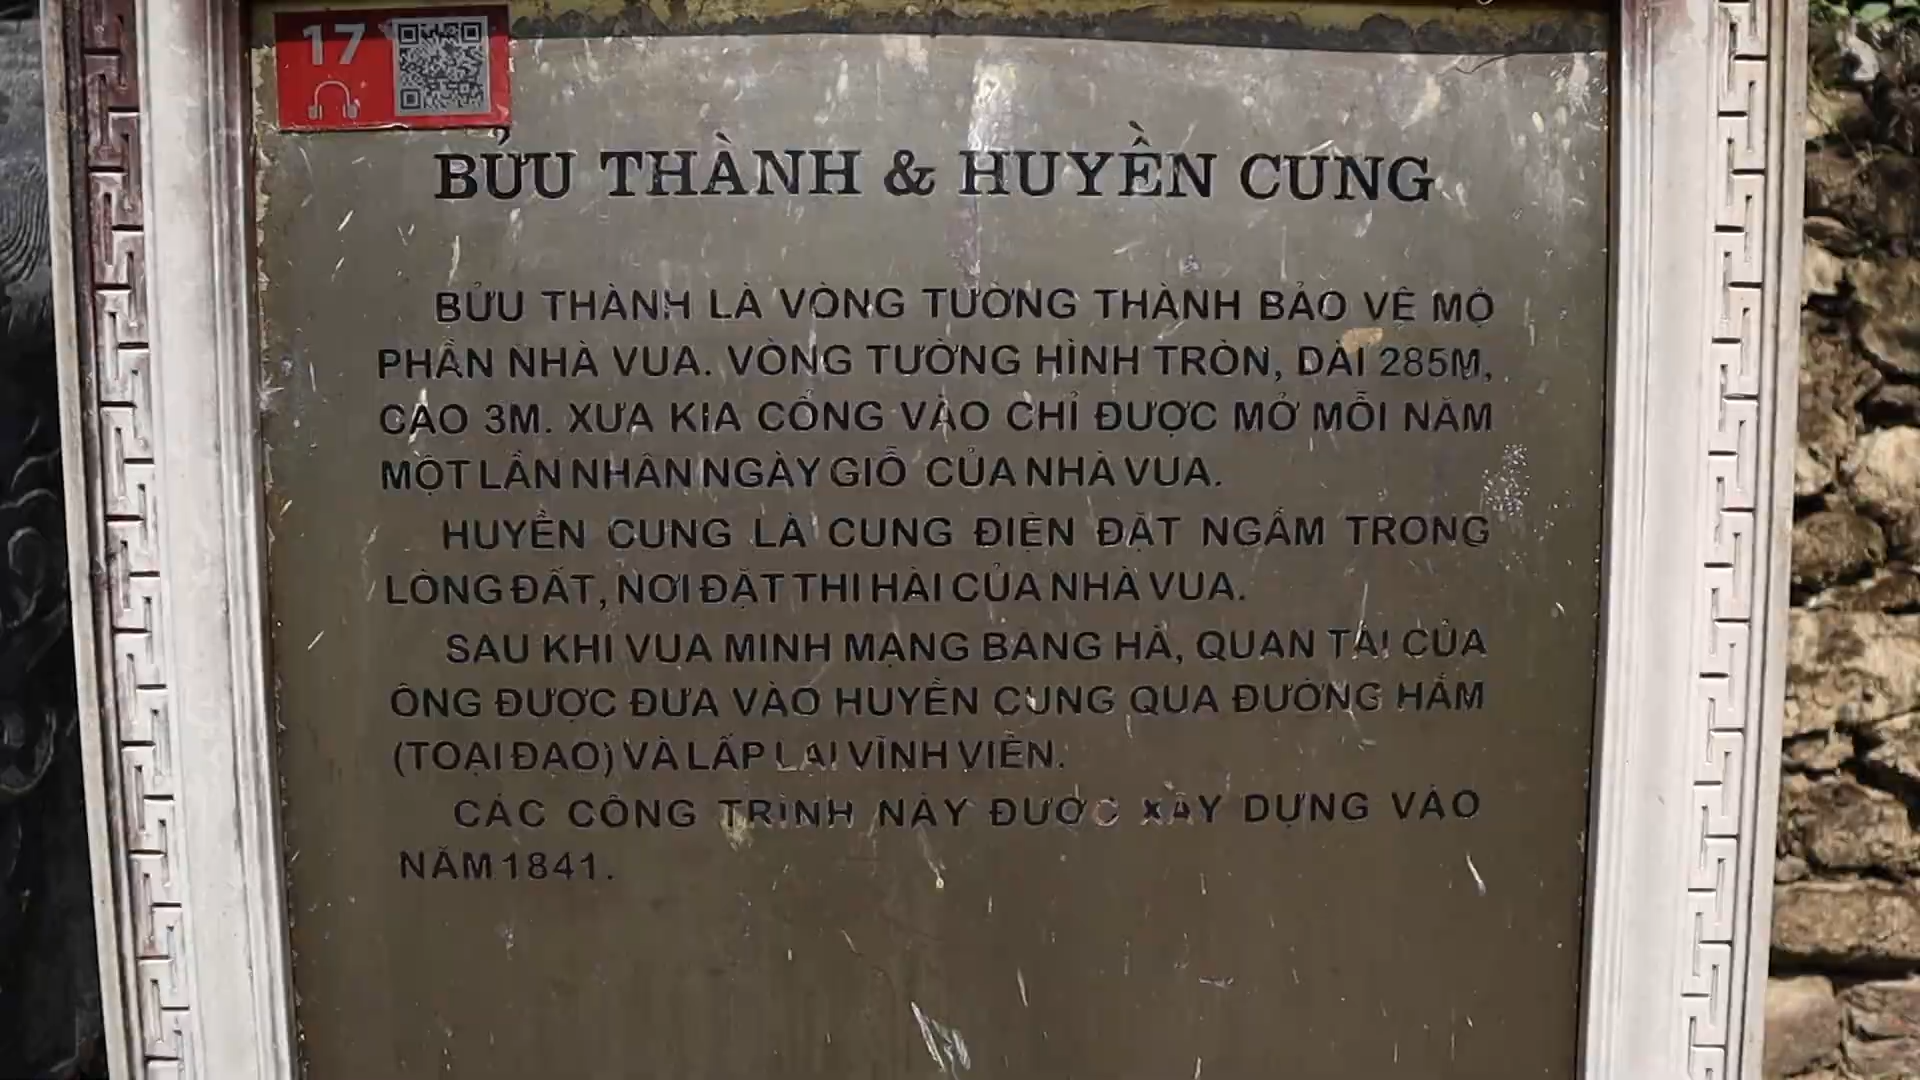 17
BỬU THÀNH & HUYỀN CUNG
BỬU THÀNH LÀ VÒNG TƯỜNG THÀNH BẢO VỆ MỘ
PHẦN NHÀ VUA. VÒNG TƯỜNG HÌNH TRÒN, DÀI 285M,
CAO 3M. XƯA KIA CỔNG VÀO CHỈ ĐƯỢC MỞ MỖI NĂM
MỘT LẦN NHÂN NGÀY GIỖ CỦA NHÀ VUA.
HUYỀN CUNG LÀ CUNG ĐIỆN ĐẶT NGẦM TRONG
LÒNG ĐẤT, NƠI ĐẶT THI HÀI CỦA NHÀ VUA.
SAU KHI VUA MINH MẠNG BĂNG HÀ, QUAN TÀI CỦA
ÔNG ĐƯỢC ĐƯA VÀO HUYỀN CUNG QUA ĐƯỜNG HẦM
(TOẠI ĐẠO) VÀ LẤP LẠI VĨNH VIỄN.
CÁC CÔNG TRÌNH NÀY ĐƯỢC XÂY DỰNG VÀO
NĂM 1841.